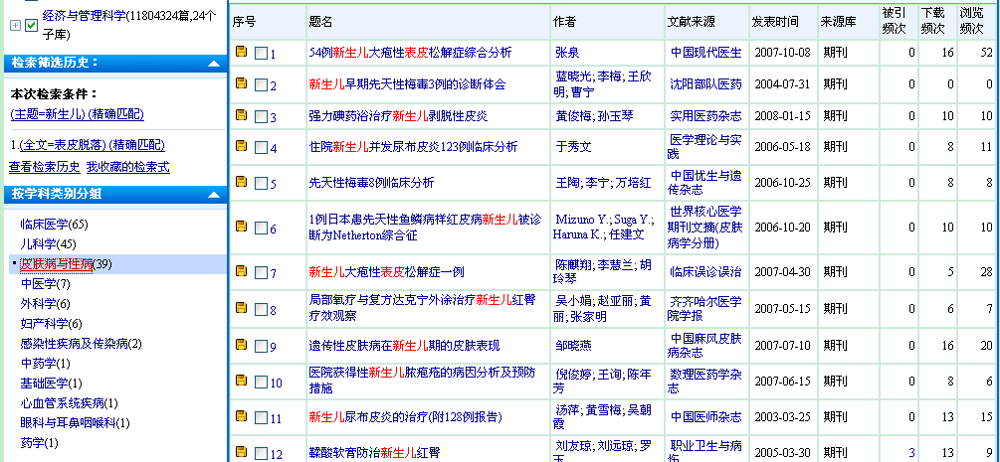 经济与管理科学(11804324篇,24个
子库)
检索筛选历史：
本次检索条件：
(主题=新生儿) (精确匹配)
1.(全文=表皮脱落) (精确匹配)
查看检索历史 我收藏的检索式
按学科类别分组
临床医学(65)
儿科学(45)
皮肤病与性病(39)
中医学(7)
外科学(6)
妇产科学(6)
感染性疾病及传染病(2)
中药学(1)
基础医学(1)
心血管系统疾病(1)
眼科与耳鼻咽喉科(1)
药学(1)
序号 题名 作者 文献来源 发表时间 来源库 被引频次 下载频次 浏览频次
1 54例新生儿大疱性表皮松解症综合分析 张泉 中国现代医生 2007-10-08 期刊 0 16 52
2 新生儿早期先天性梅毒3例的诊断体会 蓝晓光; 李梅; 王欣明; 曹宁 沈阳部队医药 2004-07-31 期刊 0 0 0
3 强力碘药浴治疗新生儿剥脱性皮炎 黄俊梅; 孙玉琴 实用医药杂志 2008-01-15 期刊 0 10 10
4 住院新生儿并发尿布皮炎123例临床分析 于秀文 医学理论与实践 2006-05-18 期刊 0 8 11
5 先天性梅毒8例临床分析 王陶; 李宁; 万培红 中国优生与遗传杂志 2006-10-25 期刊 0 8 8
6 1例日本患先天性鱼鳞病样红皮病新生儿被诊断为Netherton综合征 Mizuno Y.; Suga Y.; Haruna K.; 任建文 世界核心医学期刊文摘(皮肤病学分册) 2006-10-20 期刊 0 10 10
7 新生儿大疱性表皮松解症一例 陈麒翔; 李慧兰; 胡玲琴 临床误诊误治 2007-04-30 期刊 0 5 28
8 局部氧疗与复方达克宁外涂治疗新生儿红臀疗效观察 吴小娟; 赵亚丽; 黄丽; 张家明 齐齐哈尔医学院学报 2007-05-15 期刊 0 6 7
9 遗传性皮肤病在新生儿期的皮肤表现 邹晓燕 中国麻风皮肤病杂志 2007-07-10 期刊 0 16 20
10 医院获得性新生儿脓疱疮的病因分析及预防措施 倪俊婷; 王询; 陈年芳 数理医药学杂志 2007-06-15 期刊 0 8 6
11 新生儿尿布皮炎的治疗(附128例报告) 汤萍; 黄雪梅; 吴朝霞 中国医师杂志 2003-03-25 期刊 0 13 15
12 鞣酸软膏防治新生儿红臀 刘友琼; 刘远琼; 罗玉 职业卫生与病伤 2005-03-30 期刊 3 13 9